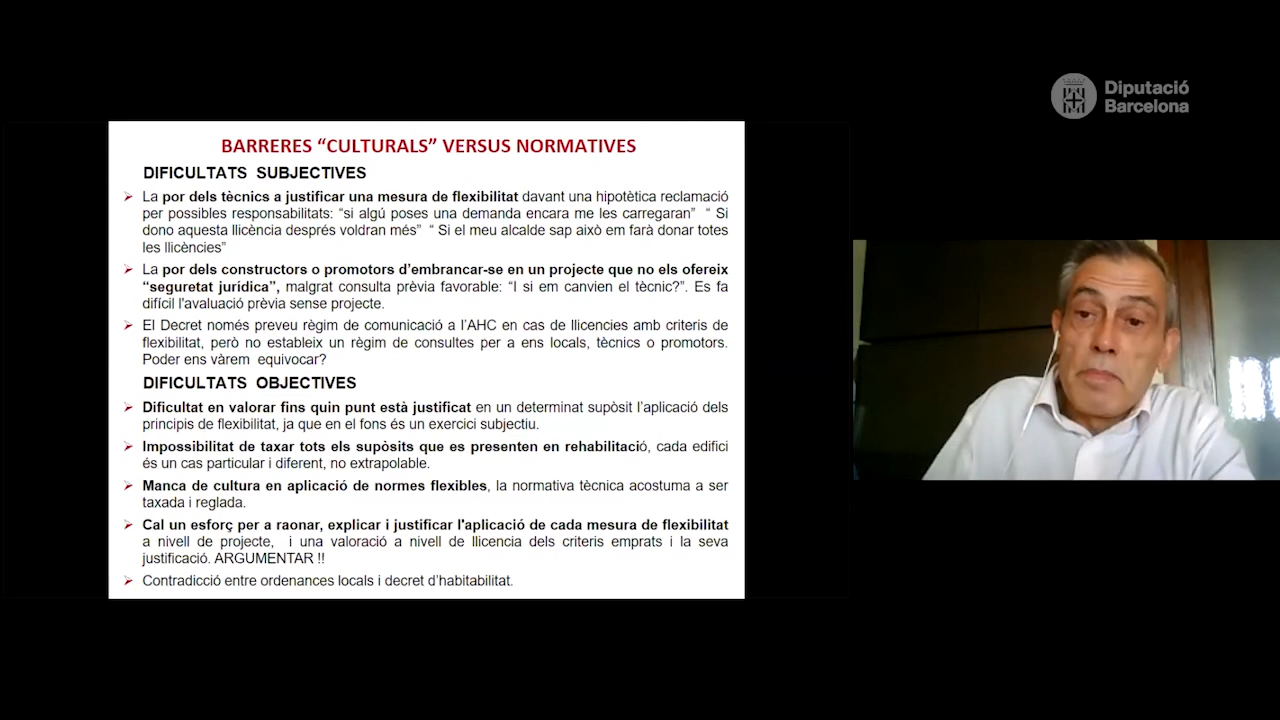 Diputació
Barcelona
BARRERES “CULTURALS” VERSUS NORMATIVES
DIFICULTATS SUBJECTIVES
La por dels tècnics a justificar una mesura de flexibilitat davant una hipotètica reclamació
per possibles responsabilitats: “si algú poses una demanda encara me les carregaran” “ Si
dono aquesta llicència després voldran més” “ Si el meu alcalde sap això em farà donar totes
les llicències”
La por dels constructors o promotors d’embrancar-se en un projecte que no els ofereix
“seguretat jurídica”, malgrat consulta prèvia favorable: “I si em canvien el tècnic?”. Es fa
difícil l'avaluació prèvia sense projecte.
El Decret només preveu règim de comunicació a l’AHC en cas de llicencies amb criteris de
flexibilitat, però no estableix un règim de consultes per a ens locals, tècnics o promotors.
Poder ens vàrem equivocar?
DIFICULTATS OBJECTIVES
Dificultat en valorar fins quin punt està justificat en un determinat supòsit l’aplicació dels
principis de flexibilitat, ja que en el fons és un exercici subjectiu.
Impossibilitat de taxar tots els supòsits que es presenten en rehabilitació, cada edifici
és un cas particular i diferent, no extrapolable.
Manca de cultura en aplicació de normes flexibles, la normativa tècnica acostuma a ser
taxada i reglada.
Cal un esforç per a raonar, explicar i justificar l'aplicació de cada mesura de flexibilitat
a nivell de projecte, i una valoració a nivell de llicencia dels criteris emprats i la seva
justificació. ARGUMENTAR !!
Contradicció entre ordenances locals i decret d’habitabilitat.